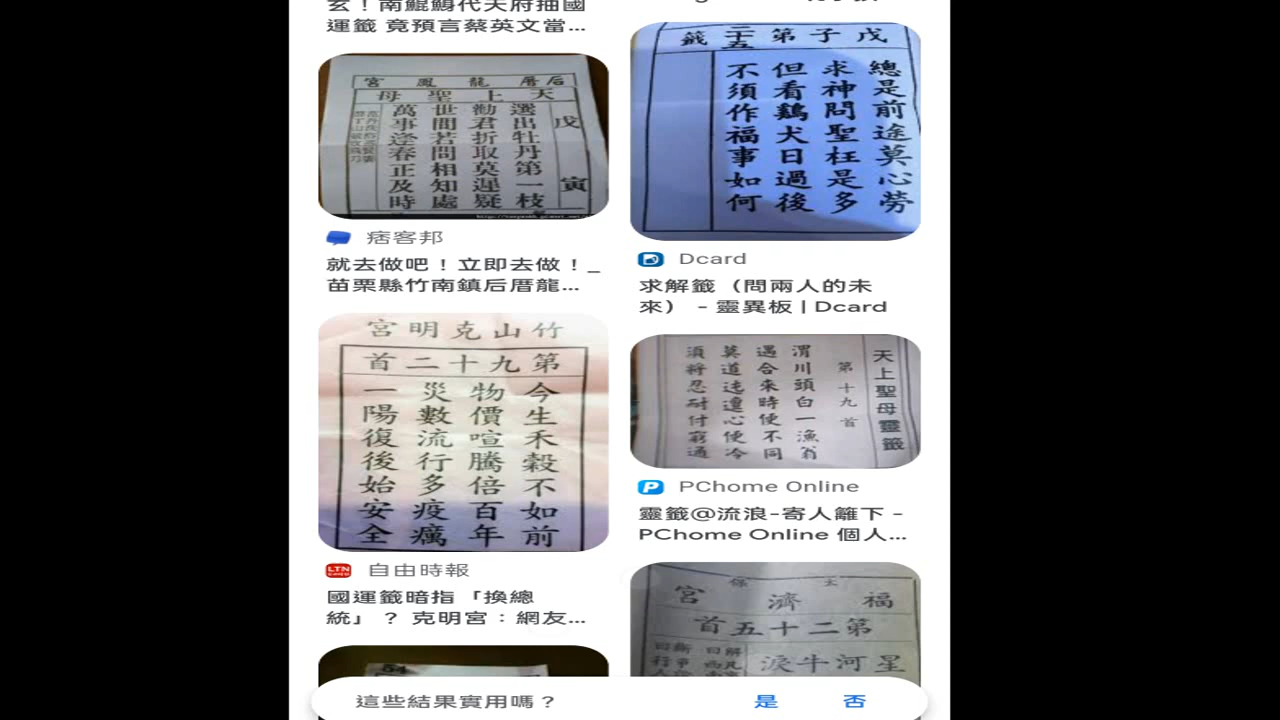 玄！南鯤鯓代天府抽國
運籤 竟預言蔡英文當...
后厝龍鳳宮
天上聖母
戊寅
選出牡丹第一枝
勸君折取莫遲疑
世間若問相知處
萬事逢春正及時
痞客邦
就去做吧！立即去做！_
苗栗縣竹南鎮后厝龍...
竹山克明宮
第九十二首
今生禾穀不如前
物價喧騰倍百年
災數流行多疫癘
一陽復後始安全
自由時報
國運籤暗指「換總
統」？ 克明宮：網友...
54
戊子第二十五籤
總是前途莫心勞
求神問聖枉是多
但看鷄犬日過後
不須作福事如何
Dcard
求解籤（問兩人的未
來） - 靈異板 | Dcard
天上聖母靈籤
第十九首
渭川頭白一漁翁
遇合來時便不同
莫道迍邅心便冷
須將忍耐付窮通
PChome Online
靈籤@流浪-寄人籬下 -
PChome Online 個人...
福濟宮
第二十五首
星河牛淚
這些結果實用嗎？
是
否